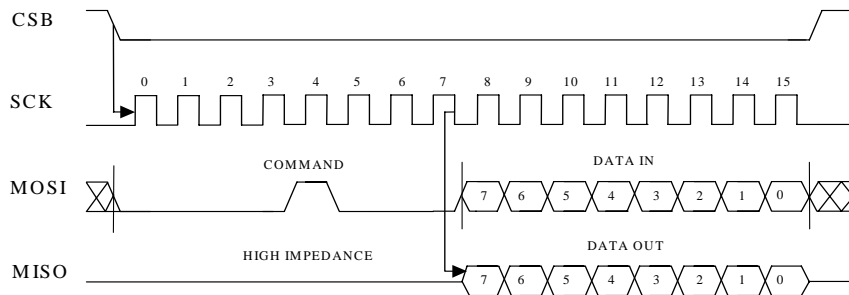 CSB
0 1 2 3 4 5 6 7 8 9 10 11 12 13 14 15
SCK
COMMAND DATA IN
MOSI 7 6 5 4 3 2 1 0
HIGH IMPEDANCE DATA OUT
MISO 7 6 5 4 3 2 1 0